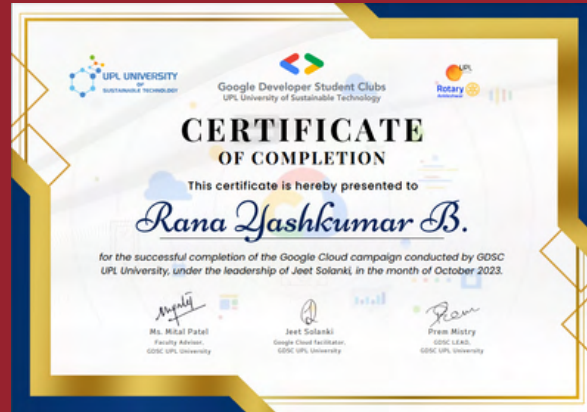 UPL UNIVERSITY
OF
SUSTAINABLE TECHNOLOGY
Google Developer Student Clubs
UPL University of Sustainable Technology
UPL
Rotary
Ankleshwar
CERTIFICATE
OF COMPLETION
This certificate is hereby presented to
Rana Yashkumar B.
for the successful completion of the Google Cloud campaign conducted by GDSC
UPL University, under the leadership of Jeet Solanki, in the month of October 2023.
Prem
Ms. Mital Patel
Faculty Advisor,
GDSC UPL University
Jeet Solanki
Google Cloud facilitator,
GDSC UPL University
Prem Mistry
GDSC LEAD,
GDSC UPL University